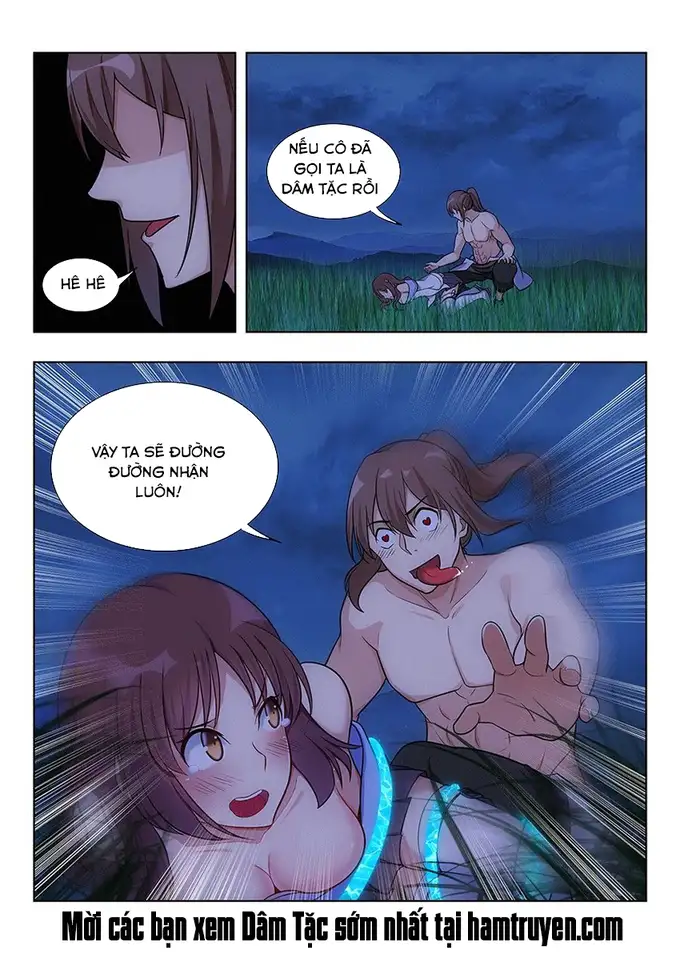 HÊ HÊ
NẾU CÔ ĐÃ
GỌI TA LÀ
DÂM TẶC RỒI
VẬY TA SẼ ĐƯỜNG
ĐƯỜNG NHẬN
LUÔN!
Mời các bạn xem Dâm Tặc sớm nhất tại hamtruyen.com